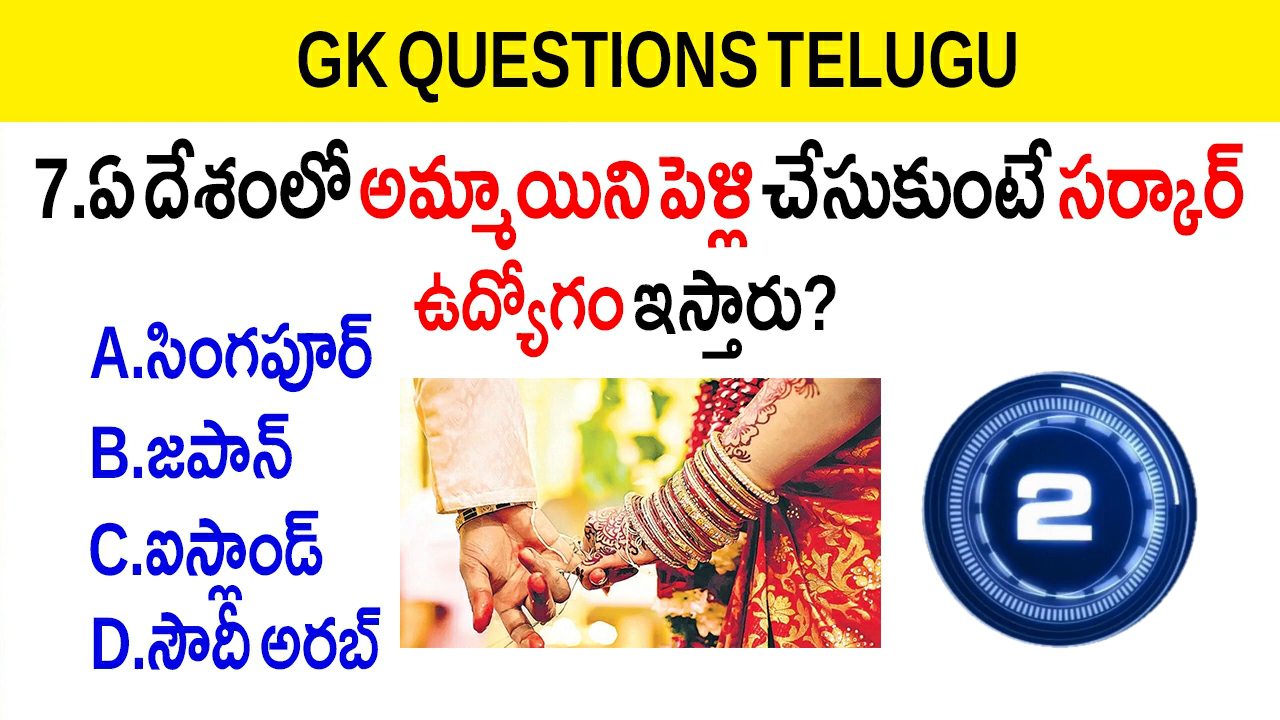 GK QUESTIONS TELUGU
7.ఏ దేశంలో అమ్మాయిని పెళ్లి చేసుకుంటే సర్కార్
ఉద్యోగం ఇస్తారు?
A.సింగపూర్
B.జపాన్
C.ఐస్లాండ్
D.సౌదీ అరబ్
2